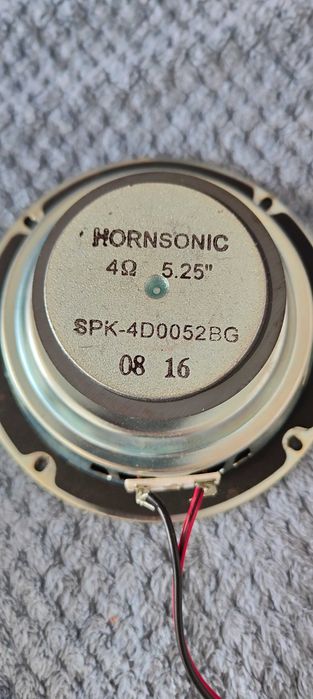 HORNSONIC
4Ω 5.25"
SPK-4D0052BG
08 16